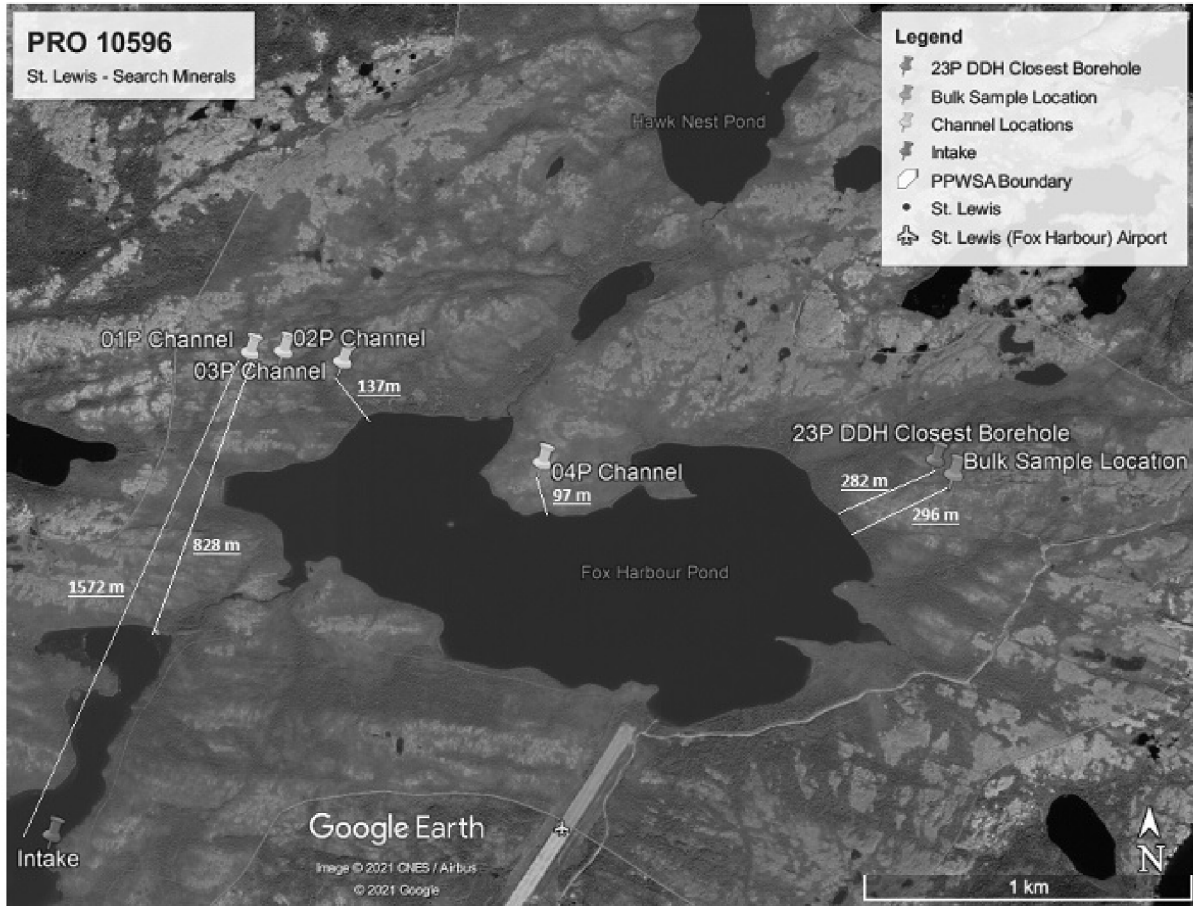 PRO 10596
St. Lewis - Search Minerals
Legend
23P DDH Closest Borehole
Bulk Sample Location
Channel Locations
Intake
PPWSA Boundary
St. Lewis
St. Lewis (Fox Harbour) Airport
Hawk Nest Pond
01P Channel
02P Channel
03P Channel
137m
23P DDH Closest Borehole
Bulk Sample Location
04P Channel
282 m
97 m
296 m
828 m
Fox Harbour Pond
1572 m
Google Earth
Intake
Image © 2021 CNES / Airbus
© 2021 Google
N
1 km